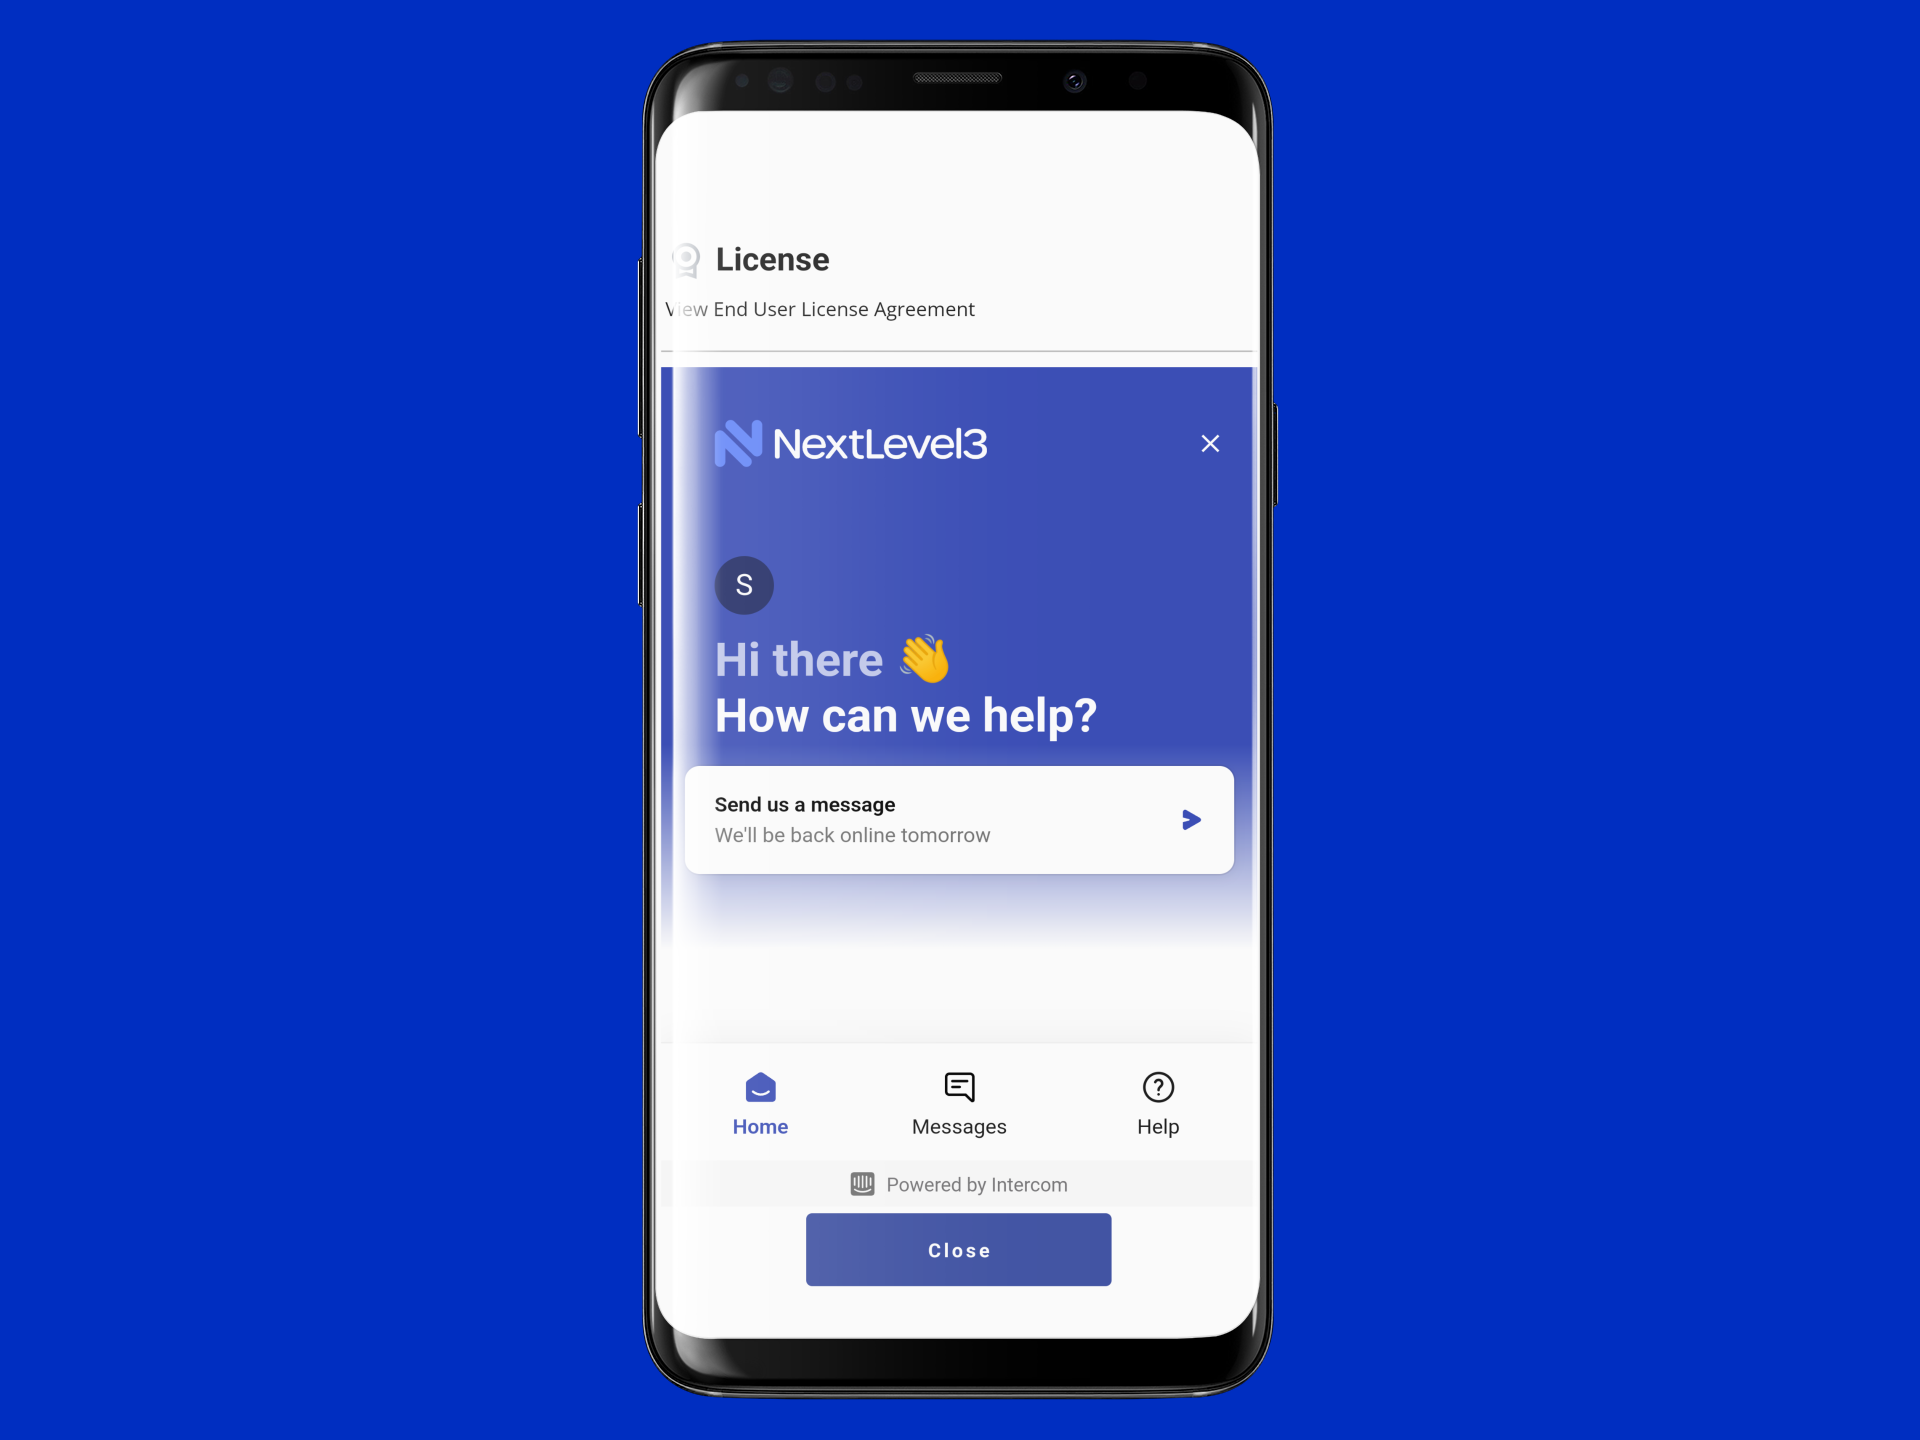 License
View End User License Agreement
NextLevel3
S
Hi there 👋
How can we help?
Send us a message
We'll be back online tomorrow
Home
Messages
Help
Powered by Intercom
Close